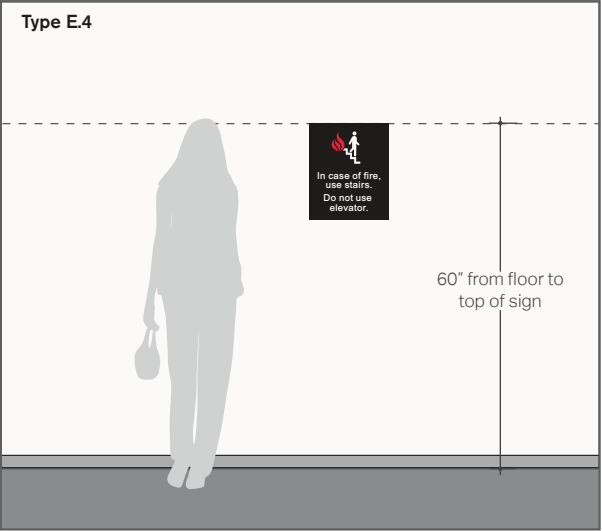 Type E.4
In case of fire,
use stairs.
Do not use
elevator.
60" from floor to
top of sign